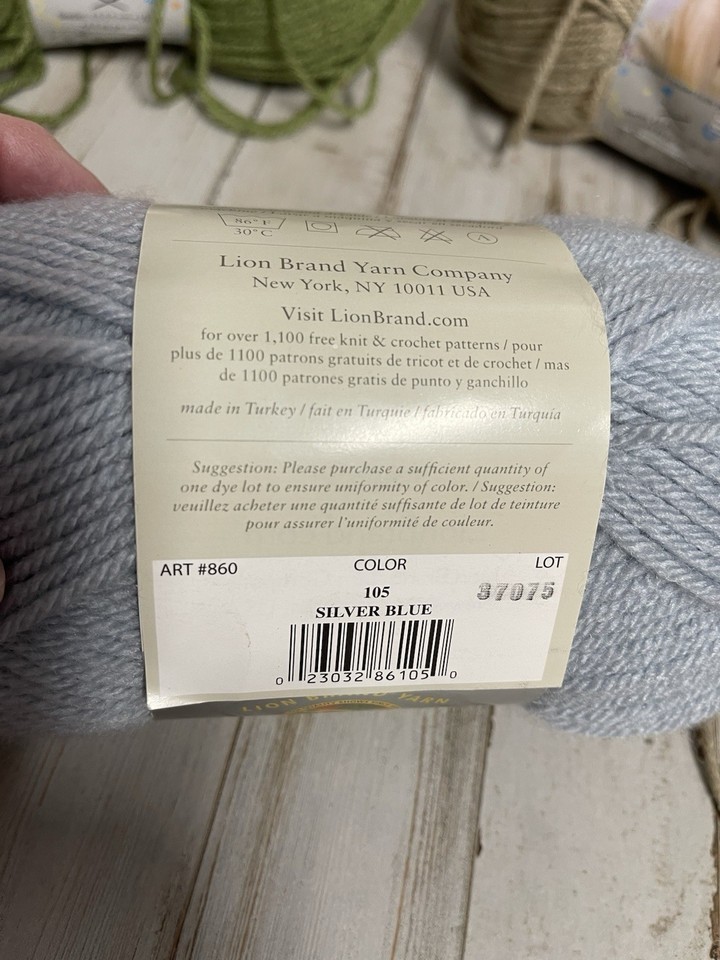 86°F
30°C
A
Lion Brand Yarn Company
New York, NY 10011 USA
Visit LionBrand.com
for over 1,100 free knit & crochet patterns / pour
plus de 1100 patrons gratuits de tricot et de crochet / mas
de 1100 patrones gratis de punto y ganchillo
made in Turkey / fait en Turquie / fabricado en Turquía
Suggestion: Please purchase a sufficient quantity of
one dye lot to ensure uniformity of color. / Suggestion:
veuillez acheter une quantité suffisante de lot de teinture
pour assurer l'uniformité de couleur.
ART #860 COLOR LOT
105 37075
SILVER BLUE
0 23032 86105 0
LION BRAND YARN